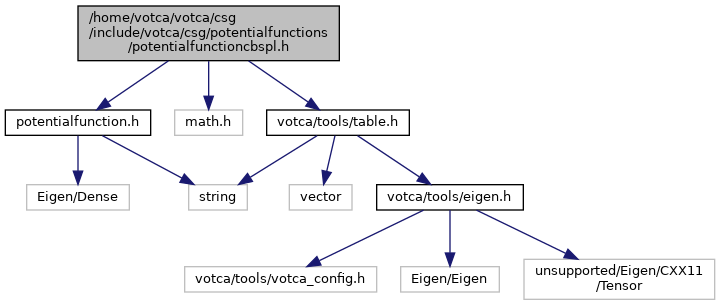 /home/votca/votca/csg
/include/votca/csg/potentialfunctions
/potentialfunctioncbspl.h
potentialfunction.h
math.h
votca/tools/table.h
Eigen/Dense
string
vector
votca/tools/eigen.h
votca/tools/votca_config.h
Eigen/Eigen
unsupported/Eigen/CXX11
/Tensor